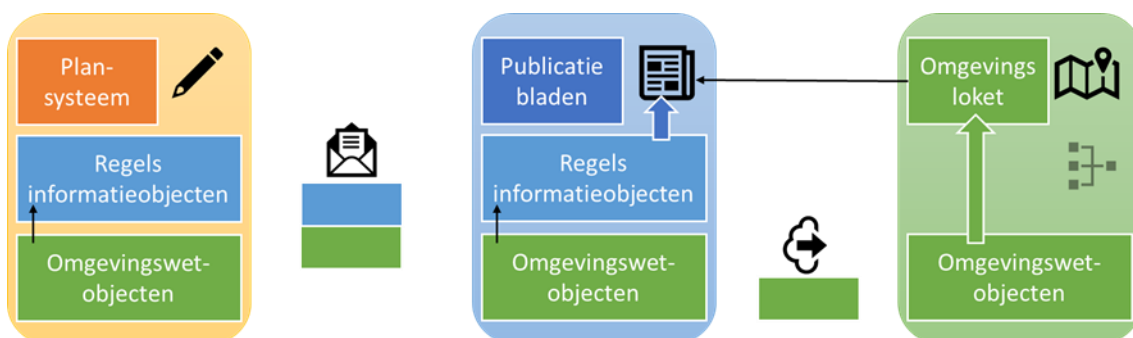 Plan-
systeem
Regels
informatieobjecten
Omgevingswet-
objecten
Publicatie
bladen
Regels
informatieobjecten
Omgevingswet-
objecten
Omgevings
loket
Omgevingswet-
objecten